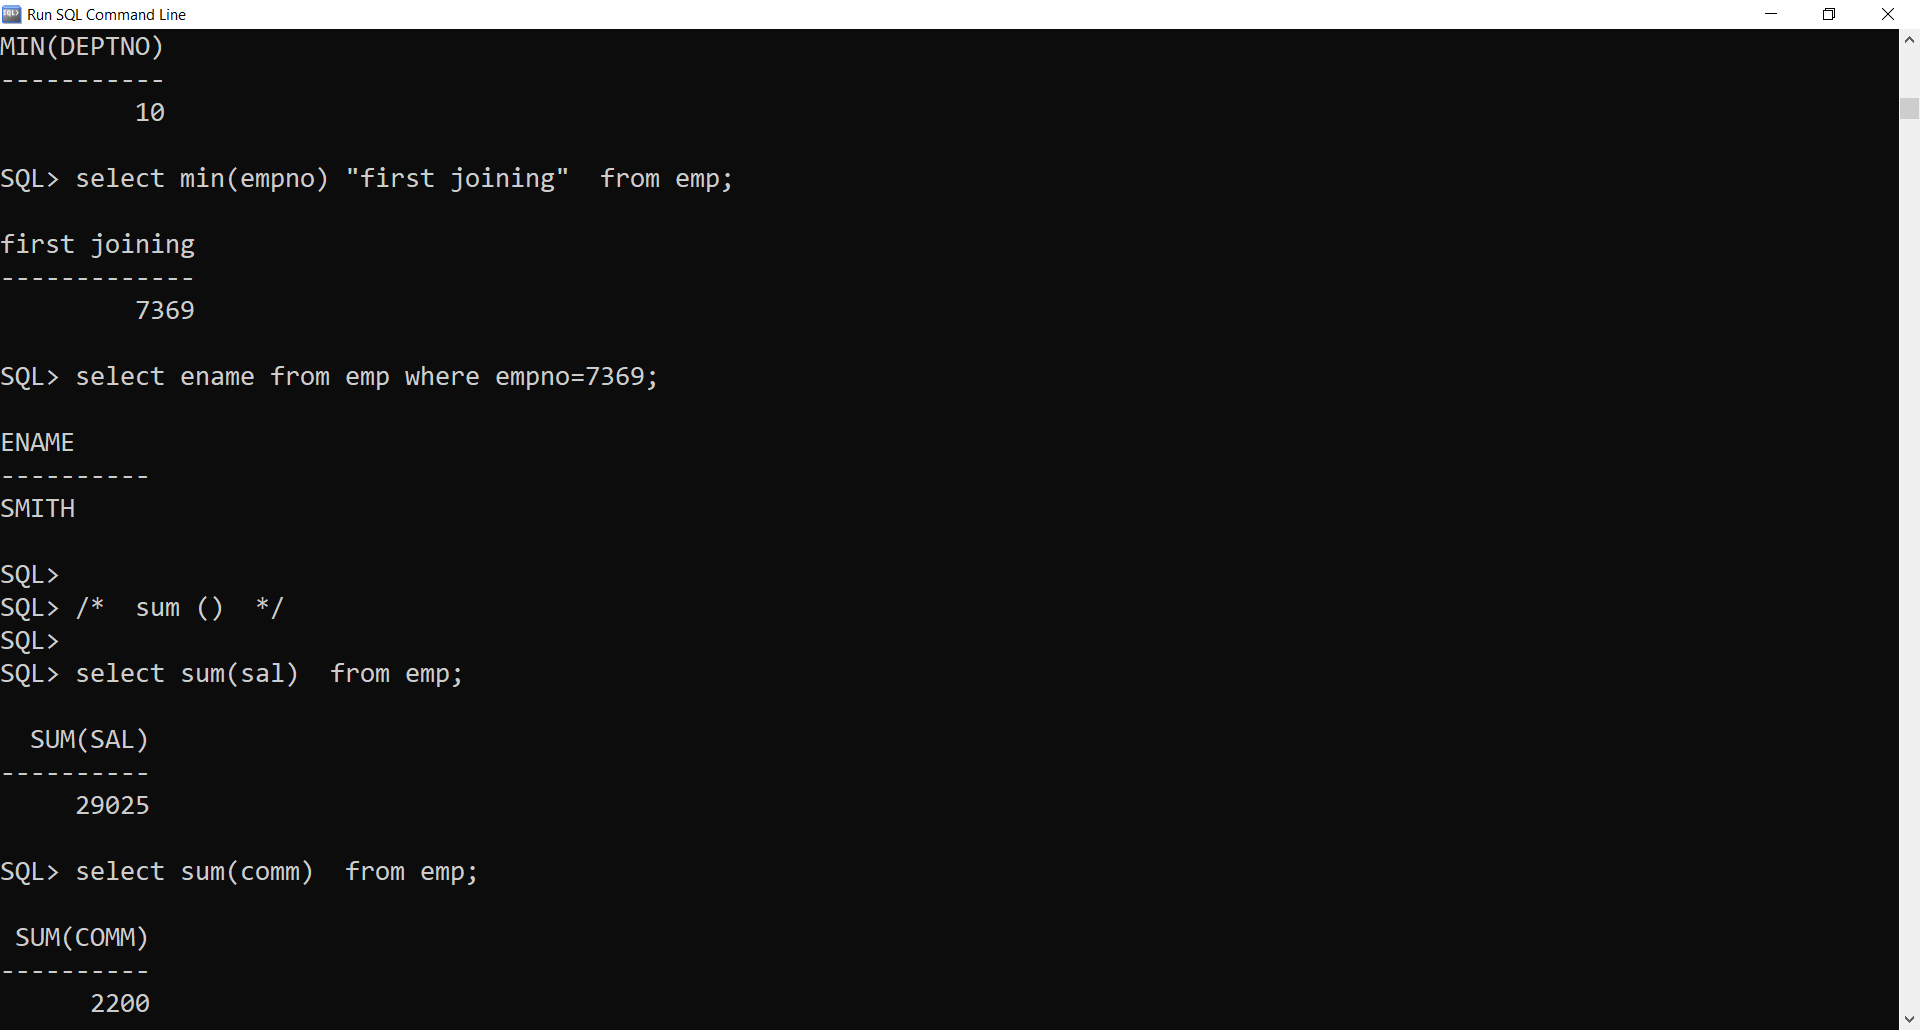 Run SQL Command Line
MIN(DEPTNO)
-----------
         10
SQL> select min(empno) "first joining"  from emp;
first joining
-------------
         7369
SQL> select ename from emp where empno=7369;
ENAME
----------
SMITH
SQL>
SQL> /*  sum ()  */
SQL>
SQL> select sum(sal)  from emp;
  SUM(SAL)
----------
     29025
SQL> select sum(comm)  from emp;
 SUM(COMM)
----------
      2200